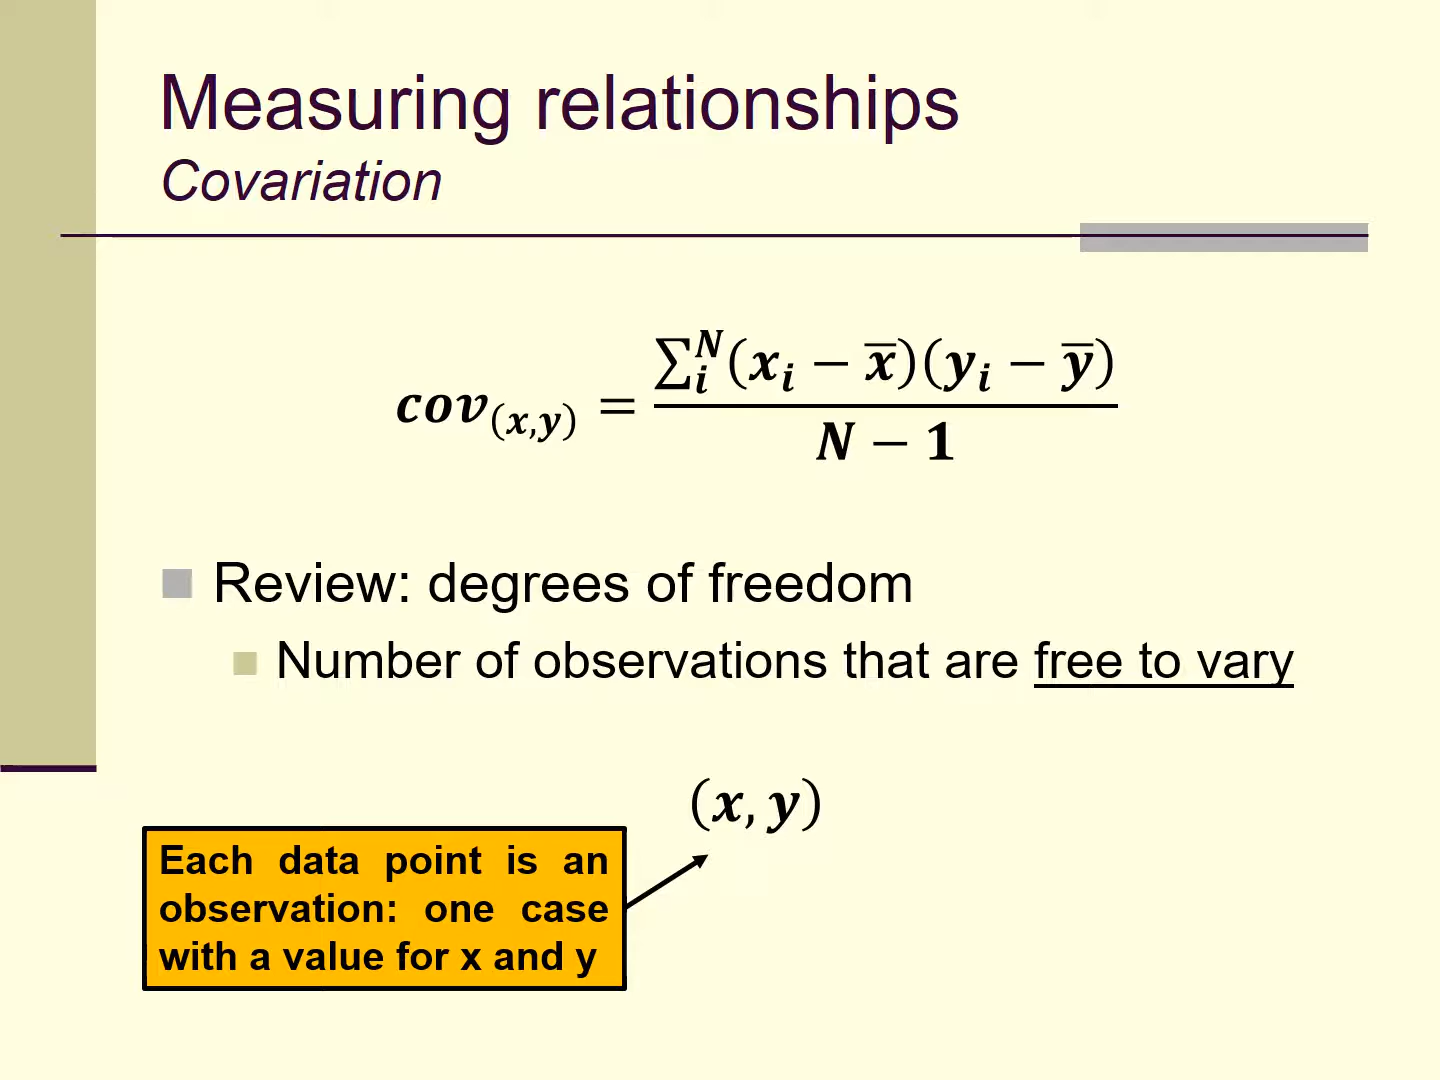 Measuring relationships
Covariation
cov₍ₓ,ᵧ₎ = ∑ᵢᴺ(xᵢ − x̅)(yᵢ − y̅) / N − 1
Review: degrees of freedom
Number of observations that are free to vary
(x, y)
Each data point is an
observation: one case
with a value for x and y